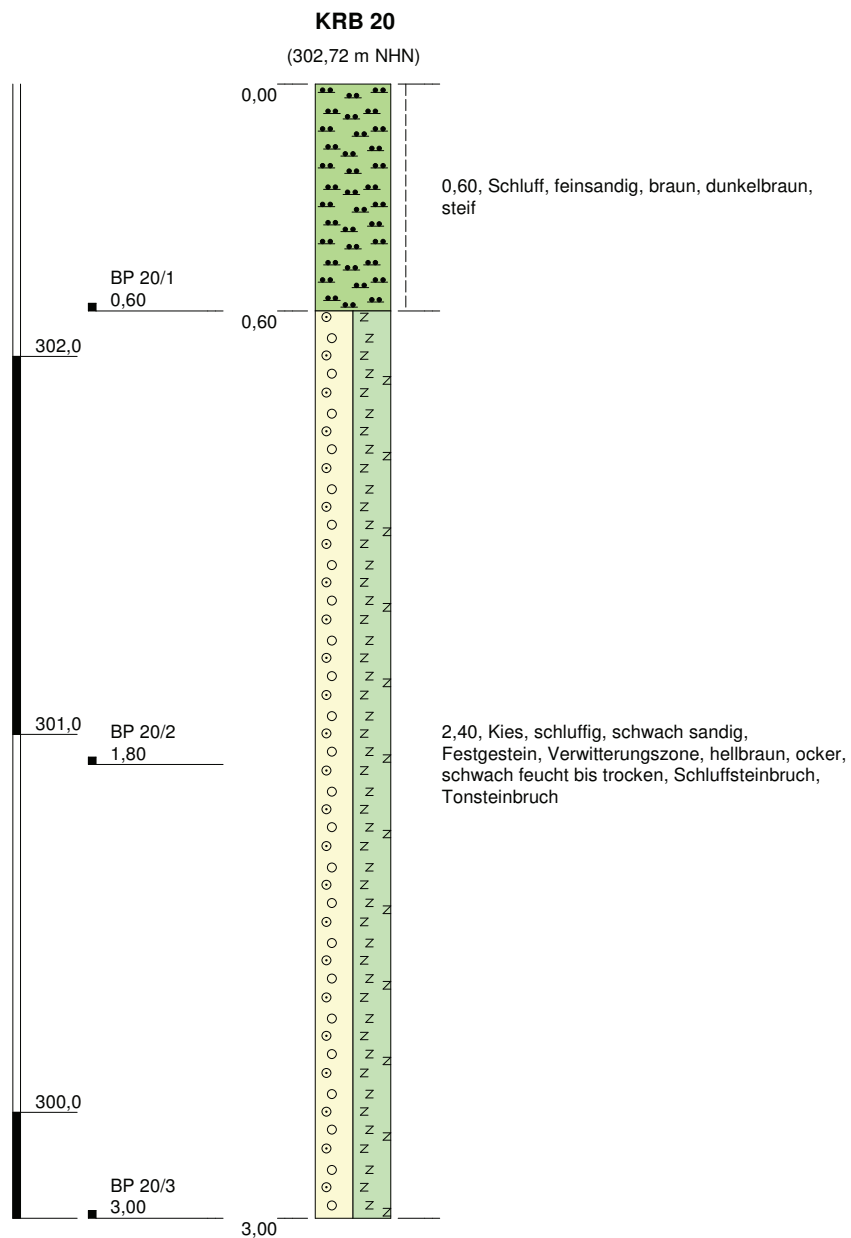 KRB 20
(302,72 m NHN)
0,00
0,60, Schluff, feinsandig, braun, dunkelbraun,
steif
BP 20/1
0,60
0,60
302,0
301,0
BP 20/2
1,80
2,40, Kies, schluffig, schwach sandig,
Festgestein, Verwitterungszone, hellbraun, ocker,
schwach feucht bis trocken, Schluffsteinbruch,
Tonsteinbruch
300,0
BP 20/3
3,00
3,00